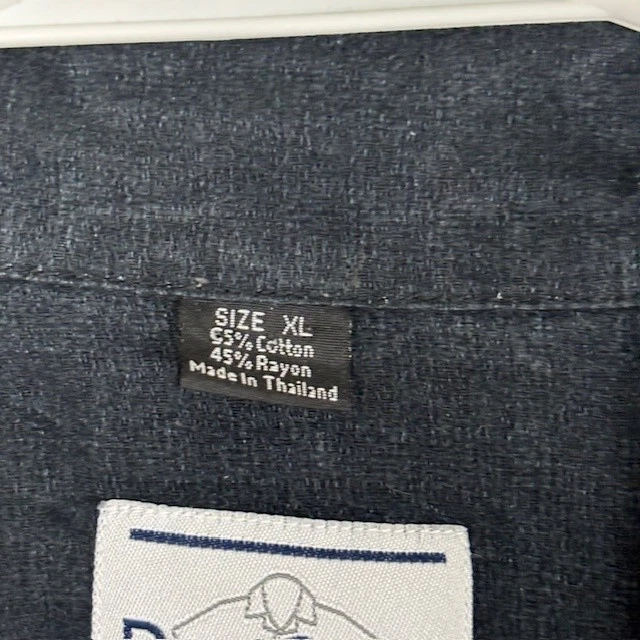 SIZE XL
55% Cotton
45% Rayon
Made in Thailand